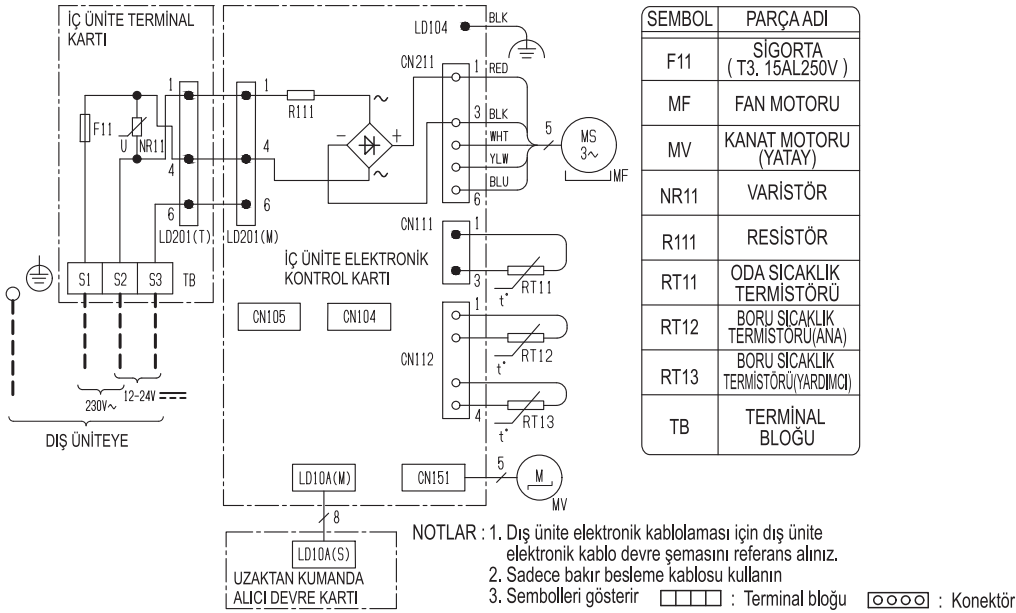 İÇ ÜNİTE TERMİNAL
KARTI
F11
U
NR11
1
4
6
LD201(T)
S1
S2
S3
TB
230V~
12-24V
DIŞ ÜNİTEYE
1
4
6
LD201(M)
R111
~
−
+
~
LD104
BLK
CN211
1
RED
3
BLK
WHT
YLW
BLU
6
5
MS
3~
MF
İÇ ÜNİTE ELEKTRONİK
KONTROL KARTI
CN111
1
3
RT11
t°
CN105
CN104
CN112
1
RT12
t°
4
RT13
t°
LD10A(M)
CN151
5
M
MV
8
LD10A(S)
UZAKTAN KUMANDA
ALICI DEVRE KARTI
SEMBOL PARÇA ADI
F11 SİGORTA
( T3. 15AL250V )
MF FAN MOTORU
MV KANAT MOTORU
(YATAY)
NR11 VARİSTÖR
R111 RESİSTÖR
RT11 ODA SICAKLIK
TERMİSTÖRÜ
RT12 BORU SICAKLIK
TERMİSTÖRÜ(ANA)
RT13 BORU SICAKLIK
TERMİSTÖRÜ(YARDIMCI)
TB TERMİNAL
BLOĞU
NOTLAR : 1. Dış ünite elektronik kablolaması için dış ünite
elektronik kablo devre şemasını referans alınız.
2. Sadece bakır besleme kablosu kullanın
3. Sembolleri gösterir : Terminal bloğu : Konektör